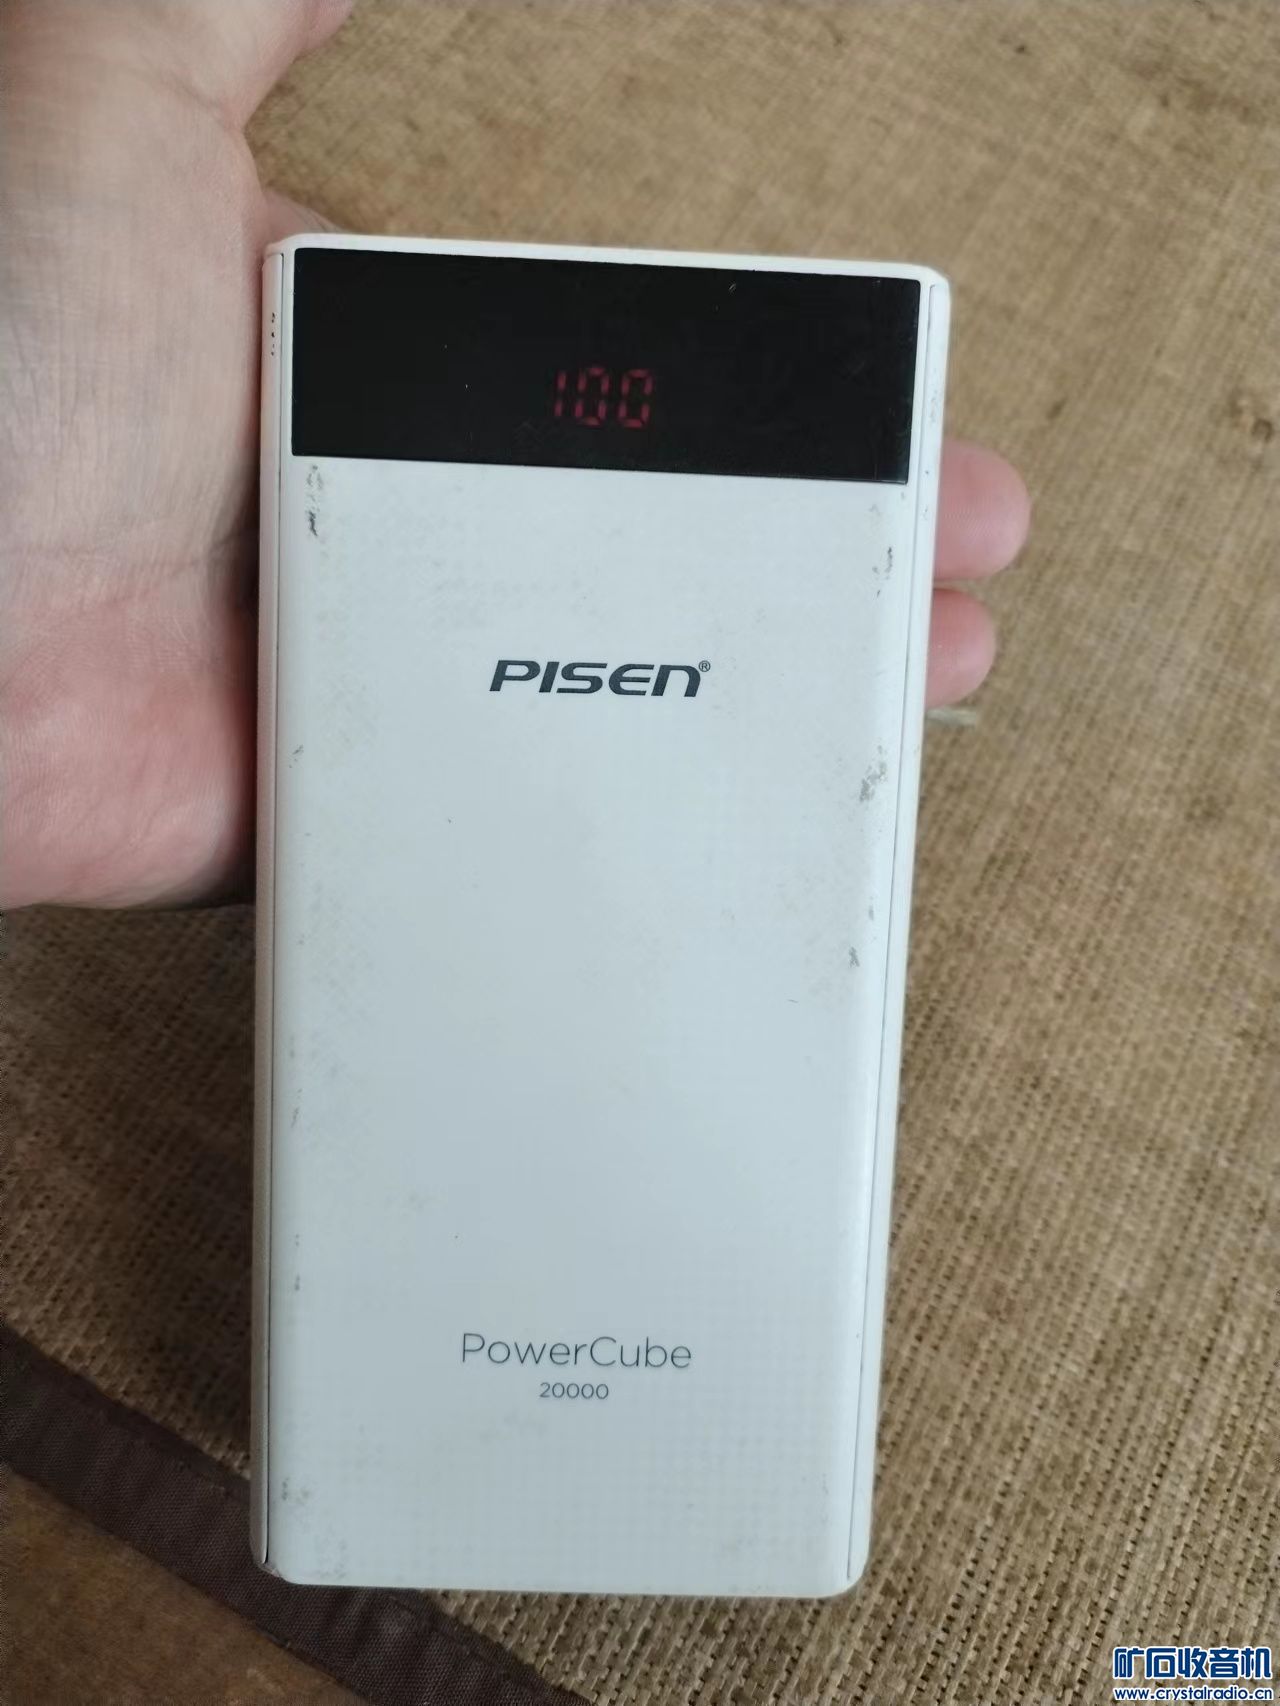 100
PISEN®
PowerCube
20000
矿石收音机
www.crystalradio.cn